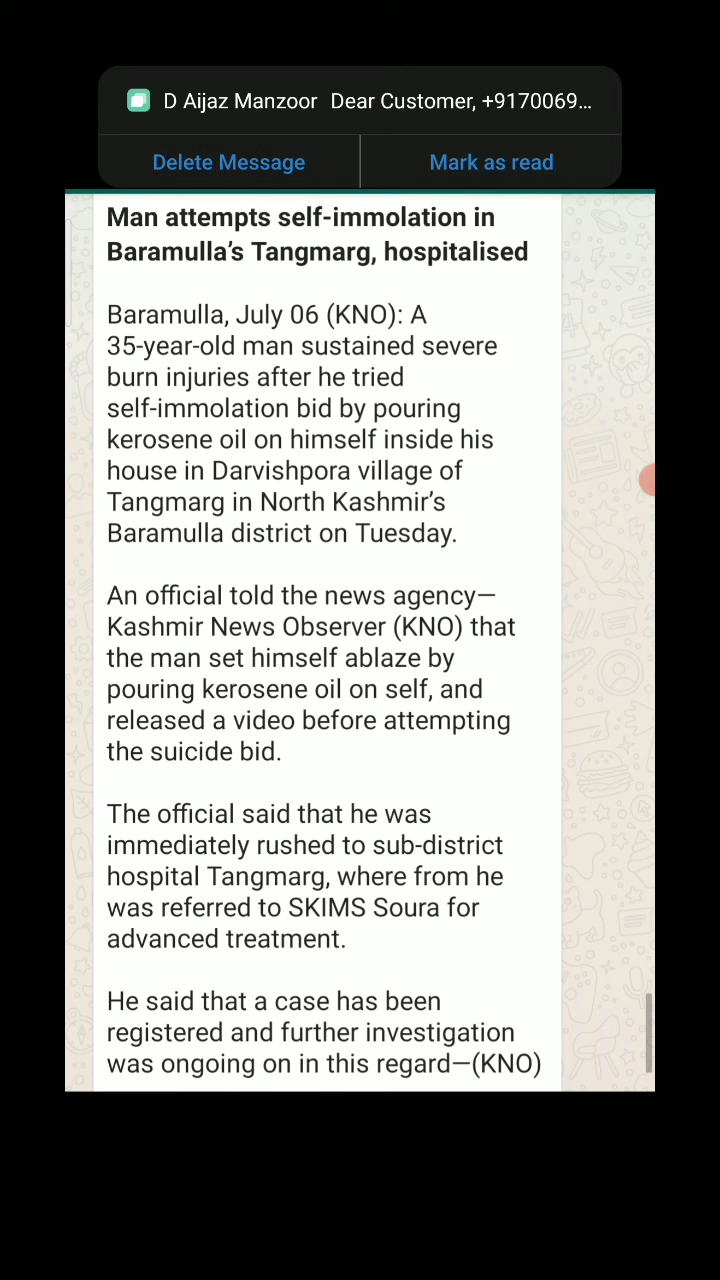 D Aijaz Manzoor Dear Customer, +9170069...
Delete Message Mark as read
Man attempts self-immolation in
Baramulla’s Tangmarg, hospitalised
Baramulla, July 06 (KNO): A
35-year-old man sustained severe
burn injuries after he tried
self-immolation bid by pouring
kerosene oil on himself inside his
house in Darvishpora village of
Tangmarg in North Kashmir’s
Baramulla district on Tuesday.
An official told the news agency—
Kashmir News Observer (KNO) that
the man set himself ablaze by
pouring kerosene oil on self, and
released a video before attempting
the suicide bid.
The official said that he was
immediately rushed to sub-district
hospital Tangmarg, where from he
was referred to SKIMS Soura for
advanced treatment.
He said that a case has been
registered and further investigation
was ongoing on in this regard—(KNO)